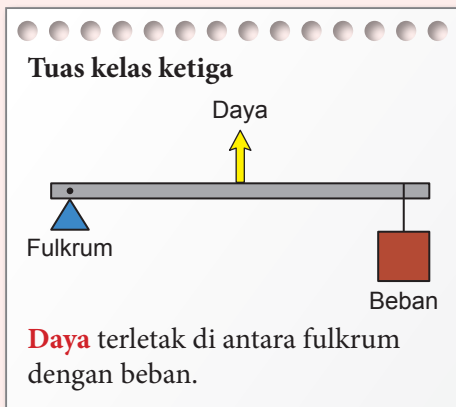 Tuas kelas ketiga
Daya
Fulkrum
Beban
Daya terletak di antara fulkrum
dengan beban.